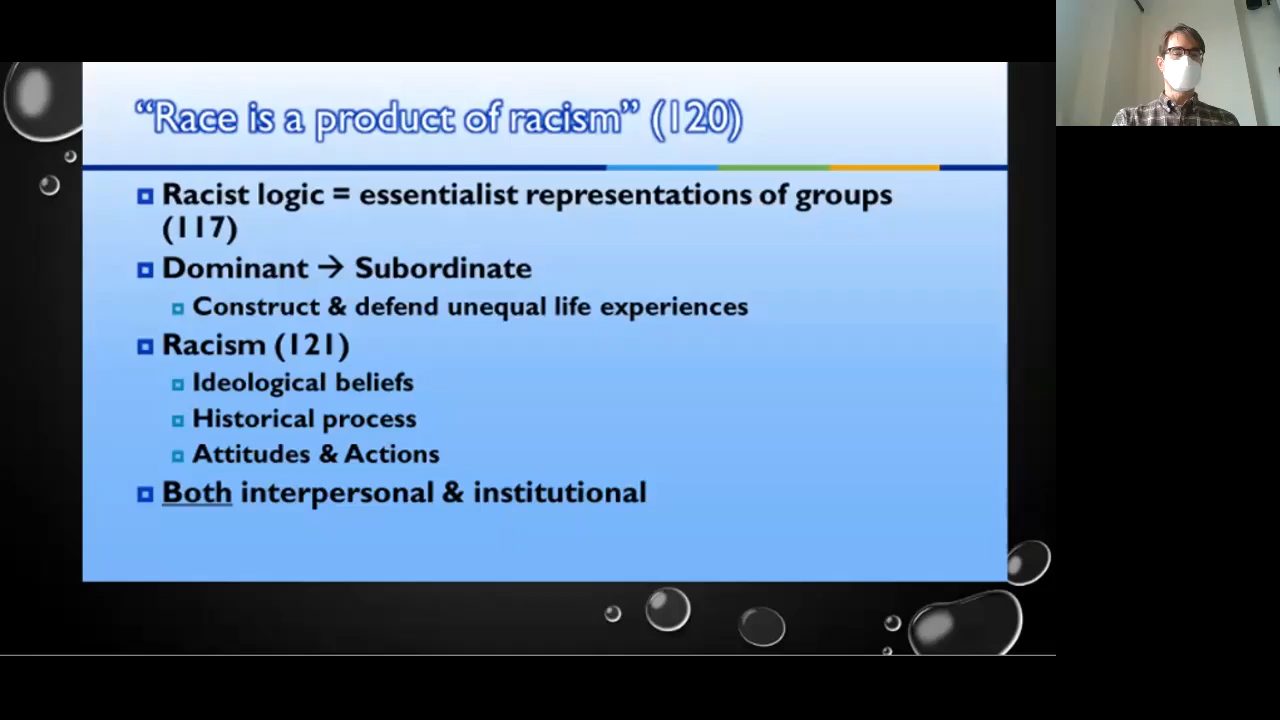 “Race is a product of racism” (120)
Racist logic = essentialist representations of groups
(117)
Dominant → Subordinate
Construct & defend unequal life experiences
Racism (121)
Ideological beliefs
Historical process
Attitudes & Actions
Both interpersonal & institutional